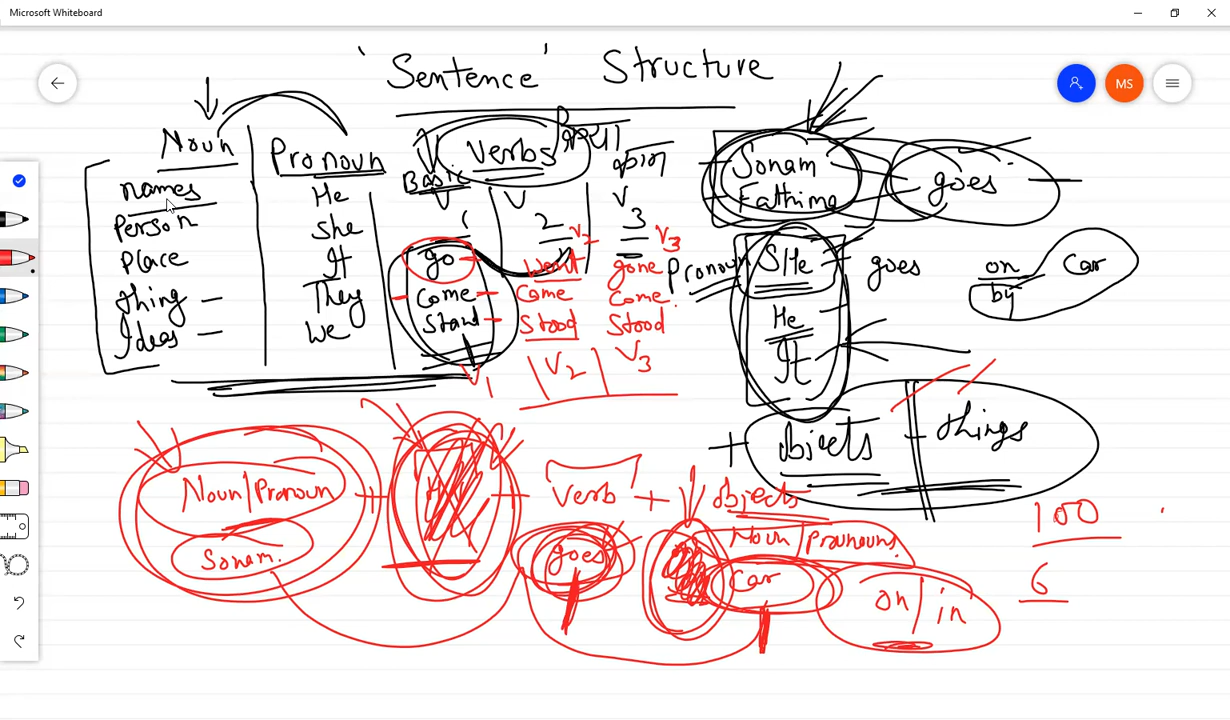 Microsoft Whiteboard
'Sentence' Structure
MS
Noun
Pronoun
Verbs
names
Person
Place
thing
Ideas
He
She
It
They
We
Basic
V V V
1 2 3
V2 V3
go went gone
Come Came Come
Stand Stood Stood
V1 V2 V3
Sonam goes
Fathima
Pronoun
SHe goes on Car
by
He
It
+ objects - things
Noun/Pronoun + + Verb + objects
Sonam. goes Noun/Pronouns
Car on/in
100
6